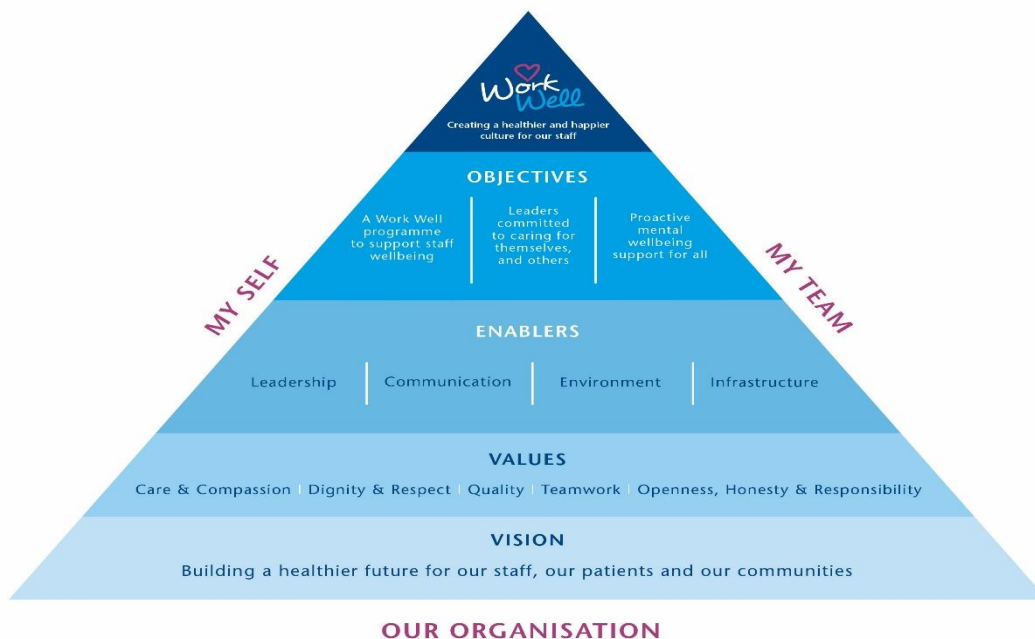 Work
Well
Creating a healthier and happier
culture for our staff
OBJECTIVES
A Work Well
programme
to support staff
wellbeing
Leaders
committed
to caring for
themselves,
and others
Proactive
mental
wellbeing
support for all
MY SELF
MY TEAM
ENABLERS
Leadership
Communication
Environment
Infrastructure
VALUES
Care & Compassion | Dignity & Respect | Quality | Teamwork | Openness, Honesty & Responsibility
VISION
Building a healthier future for our staff, our patients and our communities
OUR ORGANISATION